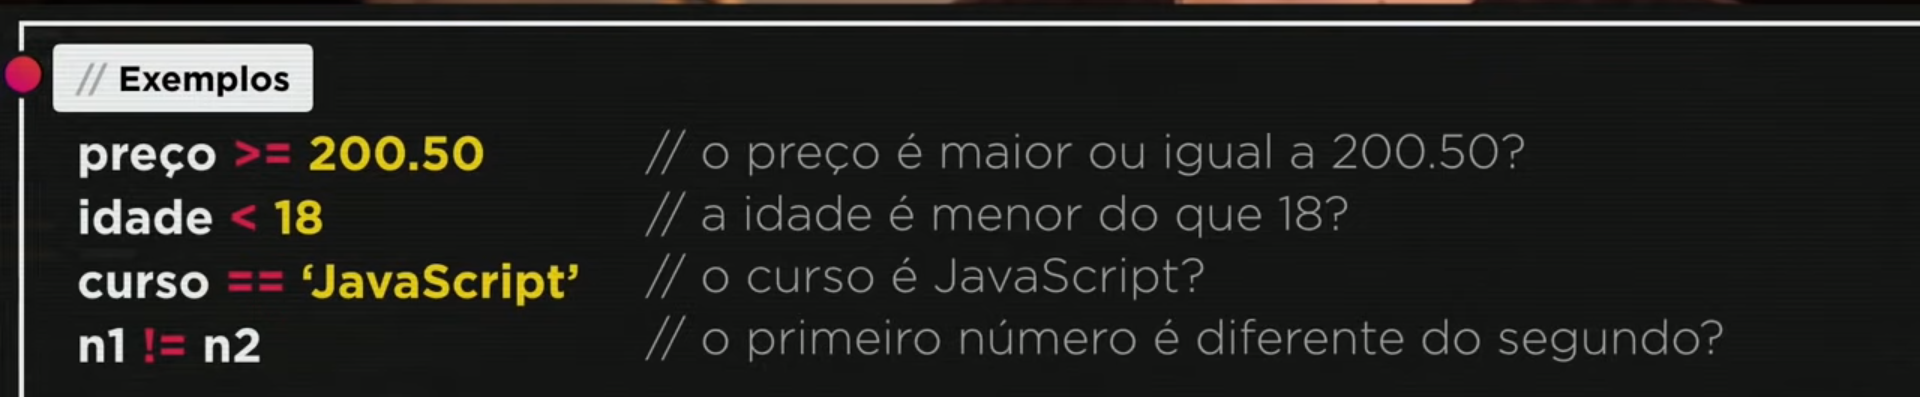 // Exemplos
preço >= 200.50 // o preço é maior ou igual a 200.50?
idade < 18 // a idade é menor do que 18?
curso == ‘JavaScript’ // o curso é JavaScript?
n1 != n2 // o primeiro número é diferente do segundo?